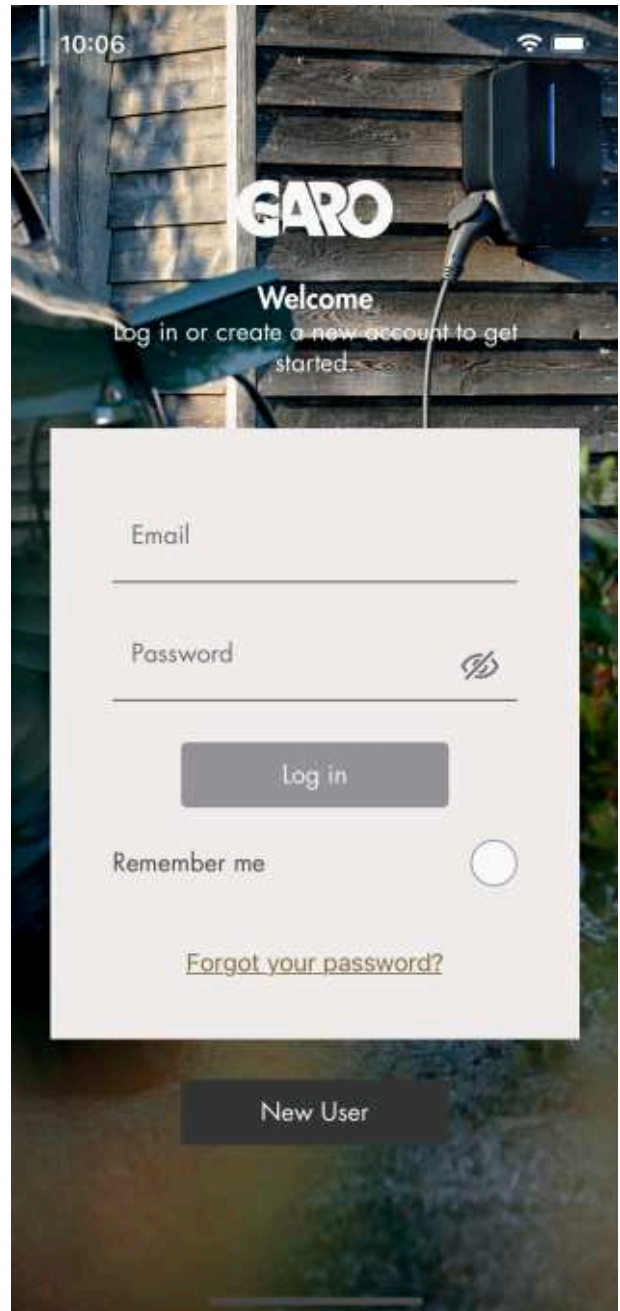 10:06
GARO
Welcome
Log in or create a new account to get
started.
Email
Password
Log in
Remember me
Forgot your password?
New User